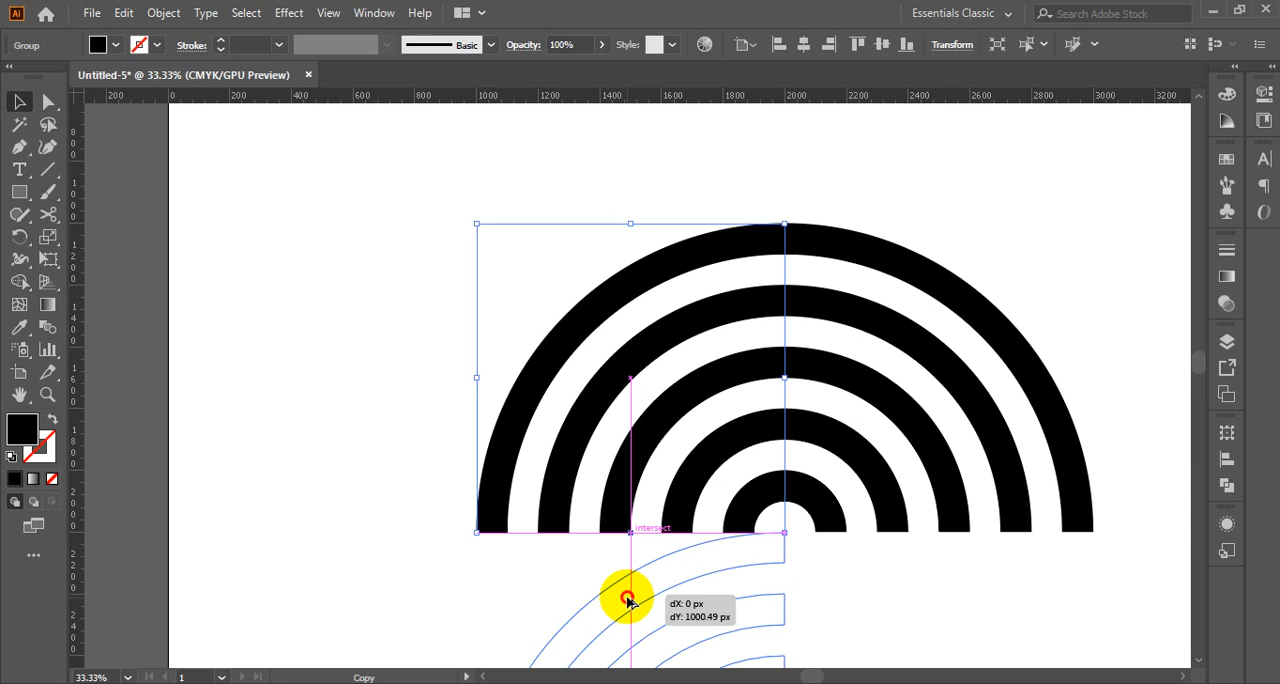 Ai File Edit Object Type Select Effect View Window Help Essentials Classic Search Adobe Stock
Group Stroke: Basic Opacity: 100% Style: Transform
Untitled-5* @ 33.33% (CMYK/GPU Preview) ×
200 0 200 400 600 800 1000 1200 1400 1600 1800 2000 2200 2400 2600 2800 3000 3200
intersect
dX: 0 px
dY: 1000.49 px
33.33% 1 Copy